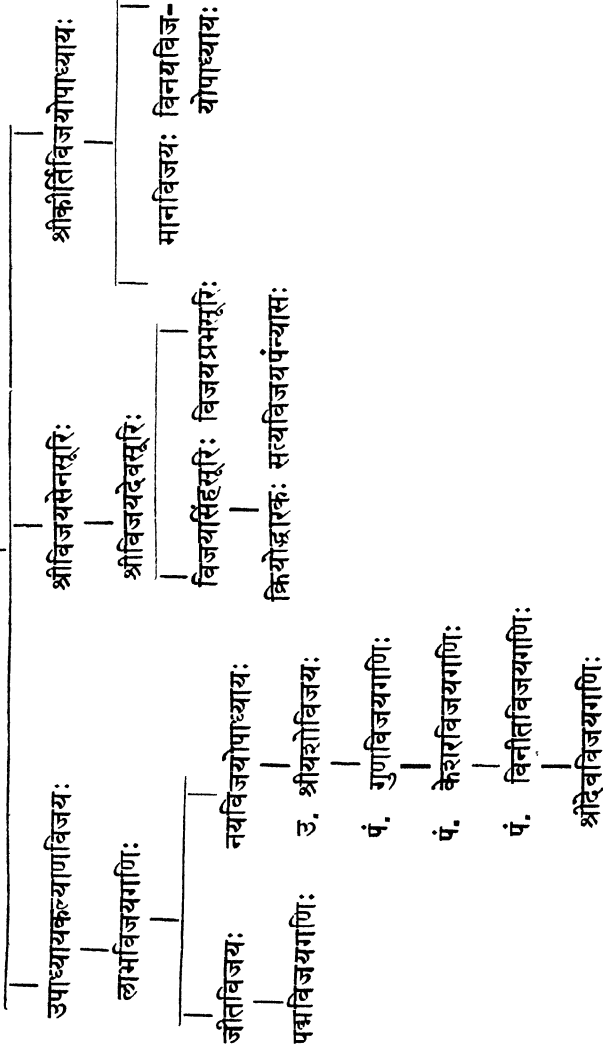 उपाध्यायकल्याणविजयः
लाभविजयगणिः
जीतविजयः
पद्मविजयगणिः
नयविजयोपाध्यायः
उ. श्रीयशोविजयः
पं. गुणविजयगणिः
पं. केशरविजयगणिः
पं. विनीतविजयगणिः
श्रीदेवविजयगणिः
श्रीविजयसेनसूरिः
श्रीविजयदेवसूरिः
विजयसिंहसूरिः विजयप्रभसूरिः
क्रियोद्धारकः सत्यविजयपंन्यासः
श्रीकीर्तिविजयोपाध्यायः
मानविजयः विनयविज-
योपाध्यायः